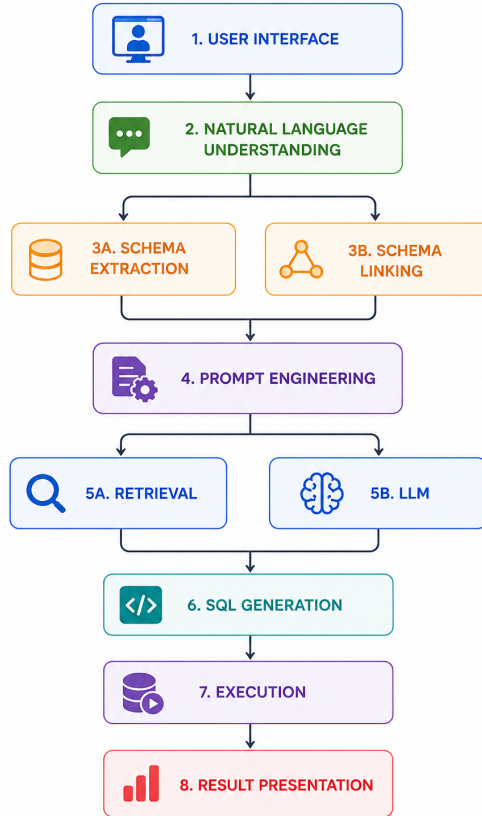 1. USER INTERFACE
2. NATURAL LANGUAGE
UNDERSTANDING
3A. SCHEMA
EXTRACTION
3B. SCHEMA
LINKING
4. PROMPT ENGINEERING
5A. RETRIEVAL
5B. LLM
</>
6. SQL GENERATION
7. EXECUTION
8. RESULT PRESENTATION